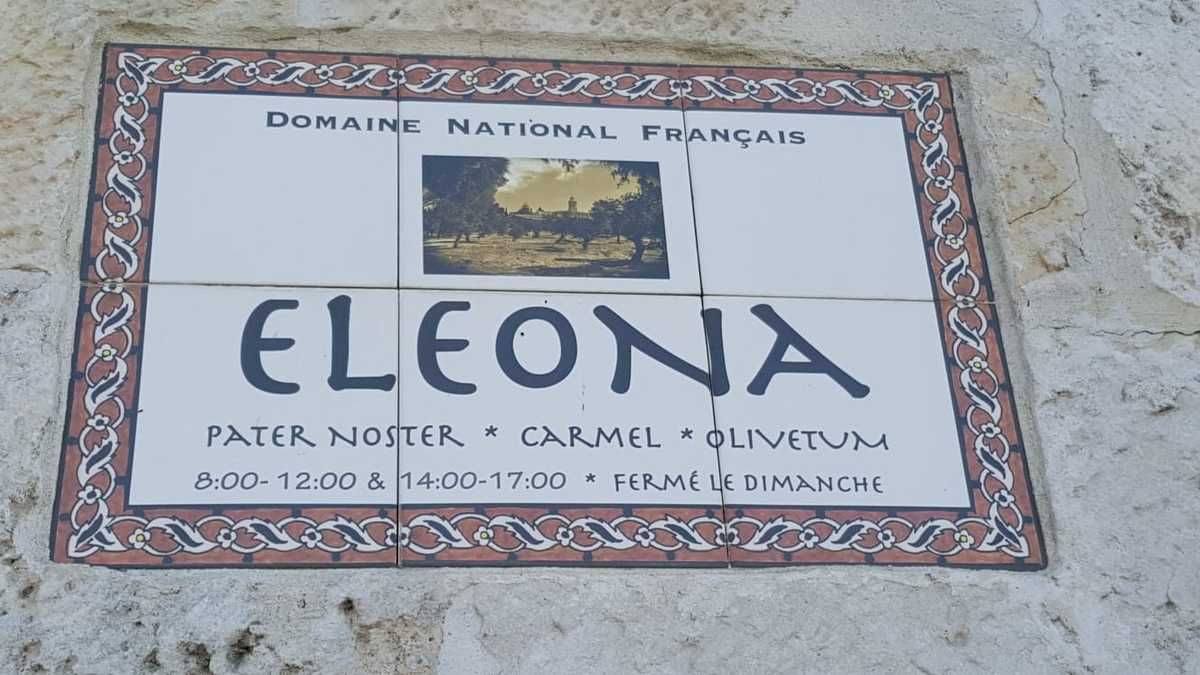 DOMAINE NATIONAL FRANÇAIS
ELEONA
PATER NOSTER * CARMEL * OLIVETUM
8:00-12:00 & 14:00-17:00 * FERMÉ LE DIMANCHE